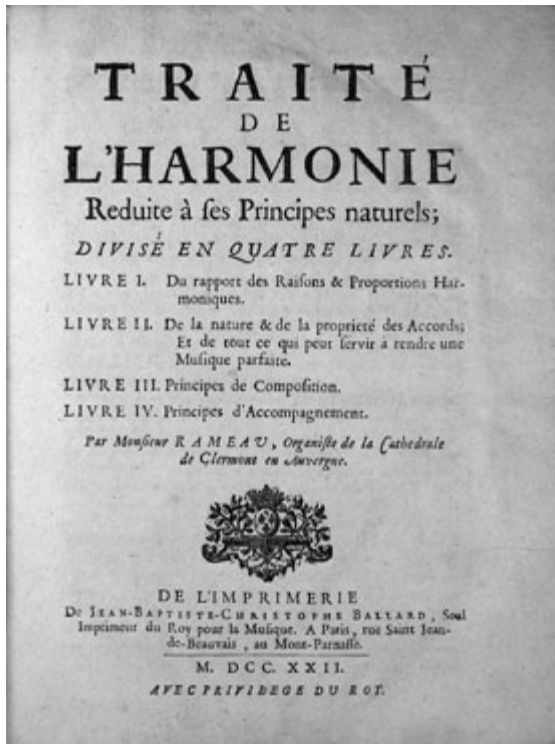 TRAITÉ
DE
L'HARMONIE
Reduite à ſes Principes naturels;
DIVISÉ EN QUATRE LIVRES.
LIVRE I. Du rapport des Raiſons & Proportions Har-
moniques.
LIVRE II. De la nature & de la proprieté des Accords;
Et de tout ce qui peut ſervir à rendre une
Muſique parfaite.
LIVRE III. Principes de Compoſition.
LIVRE IV. Principes d'Accompagnement.
Par Monſieur RAMEAU, Organiſte de la Cathedrale
de Clermont en Auvergne.
DE L'IMPRIMERIE
De JEAN-BAPTISTE-CHRISTOPHE BALLARD, Seul
Imprimeur du Roy pour la Muſique. A Paris, rue Saint Jean-
de-Beauvais, au Mont-Parnaſſe.
M. DCC. XXII.
AVEC PRIVILEGE DU ROY.